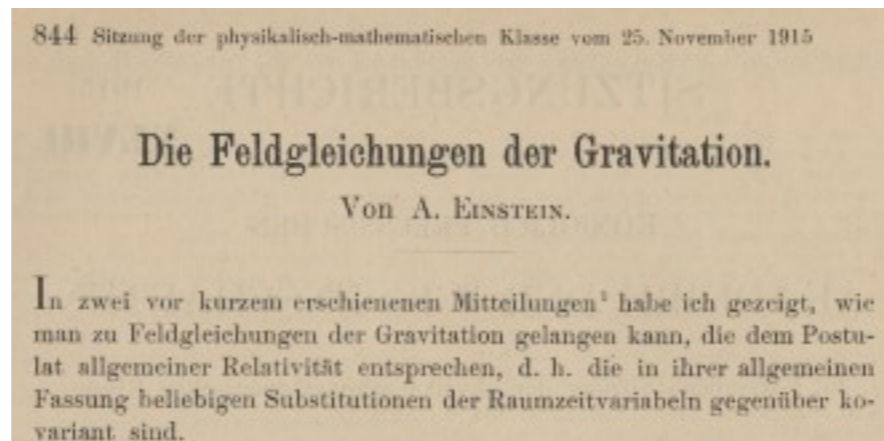 844 Sitzung der physikalisch-mathematischen Klasse vom 25. November 1915
Die Feldgleichungen der Gravitation.
Von A. Einstein.
In zwei vor kurzem erschienenen Mitteilungen¹ habe ich gezeigt, wie
man zu Feldgleichungen der Gravitation gelangen kann, die dem Postu-
lat allgemeiner Relativität entsprechen, d. h. die in ihrer allgemeinen
Fassung beliebigen Substitutionen der Raumzeitvariabeln gegenüber ko-
variant sind.